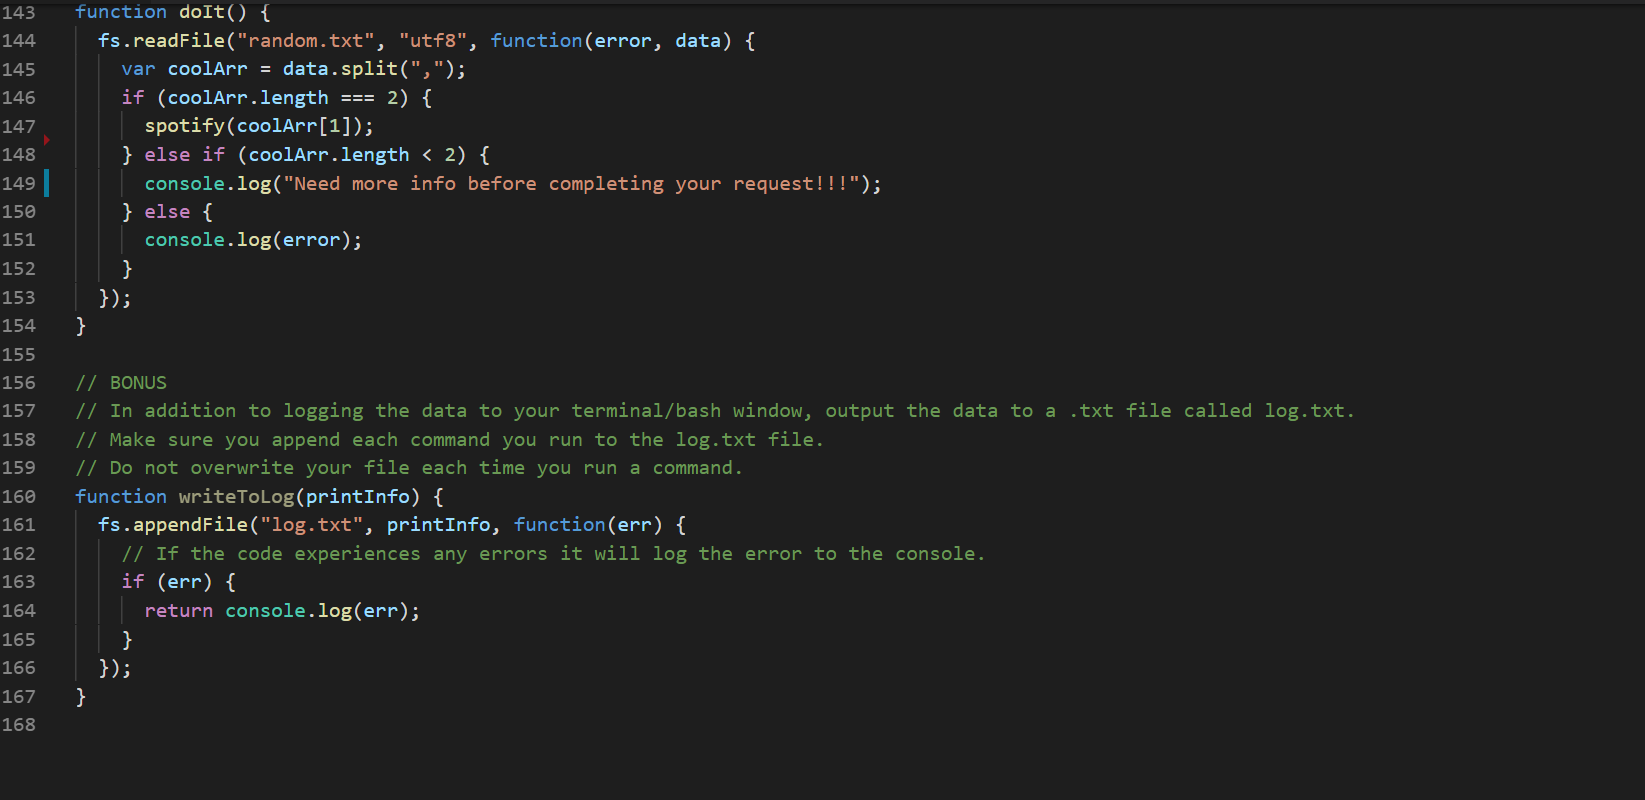 143 function doIt() {
144 fs.readFile("random.txt", "utf8", function(error, data) {
145 var coolArr = data.split(",");
146 if (coolArr.length === 2) {
147 spotify(coolArr[1]);
148 } else if (coolArr.length < 2) {
149 console.log("Need more info before completing your request!!!");
150 } else {
151 console.log(error);
152 }
153 });
154 }
155
156 // BONUS
157 // In addition to logging the data to your terminal/bash window, output the data to a .txt file called log.txt.
158 // Make sure you append each command you run to the log.txt file.
159 // Do not overwrite your file each time you run a command.
160 function writeToLog(printInfo) {
161 fs.appendFile("log.txt", printInfo, function(err) {
162 // If the code experiences any errors it will log the error to the console.
163 if (err) {
164 return console.log(err);
165 }
166 });
167 }
168